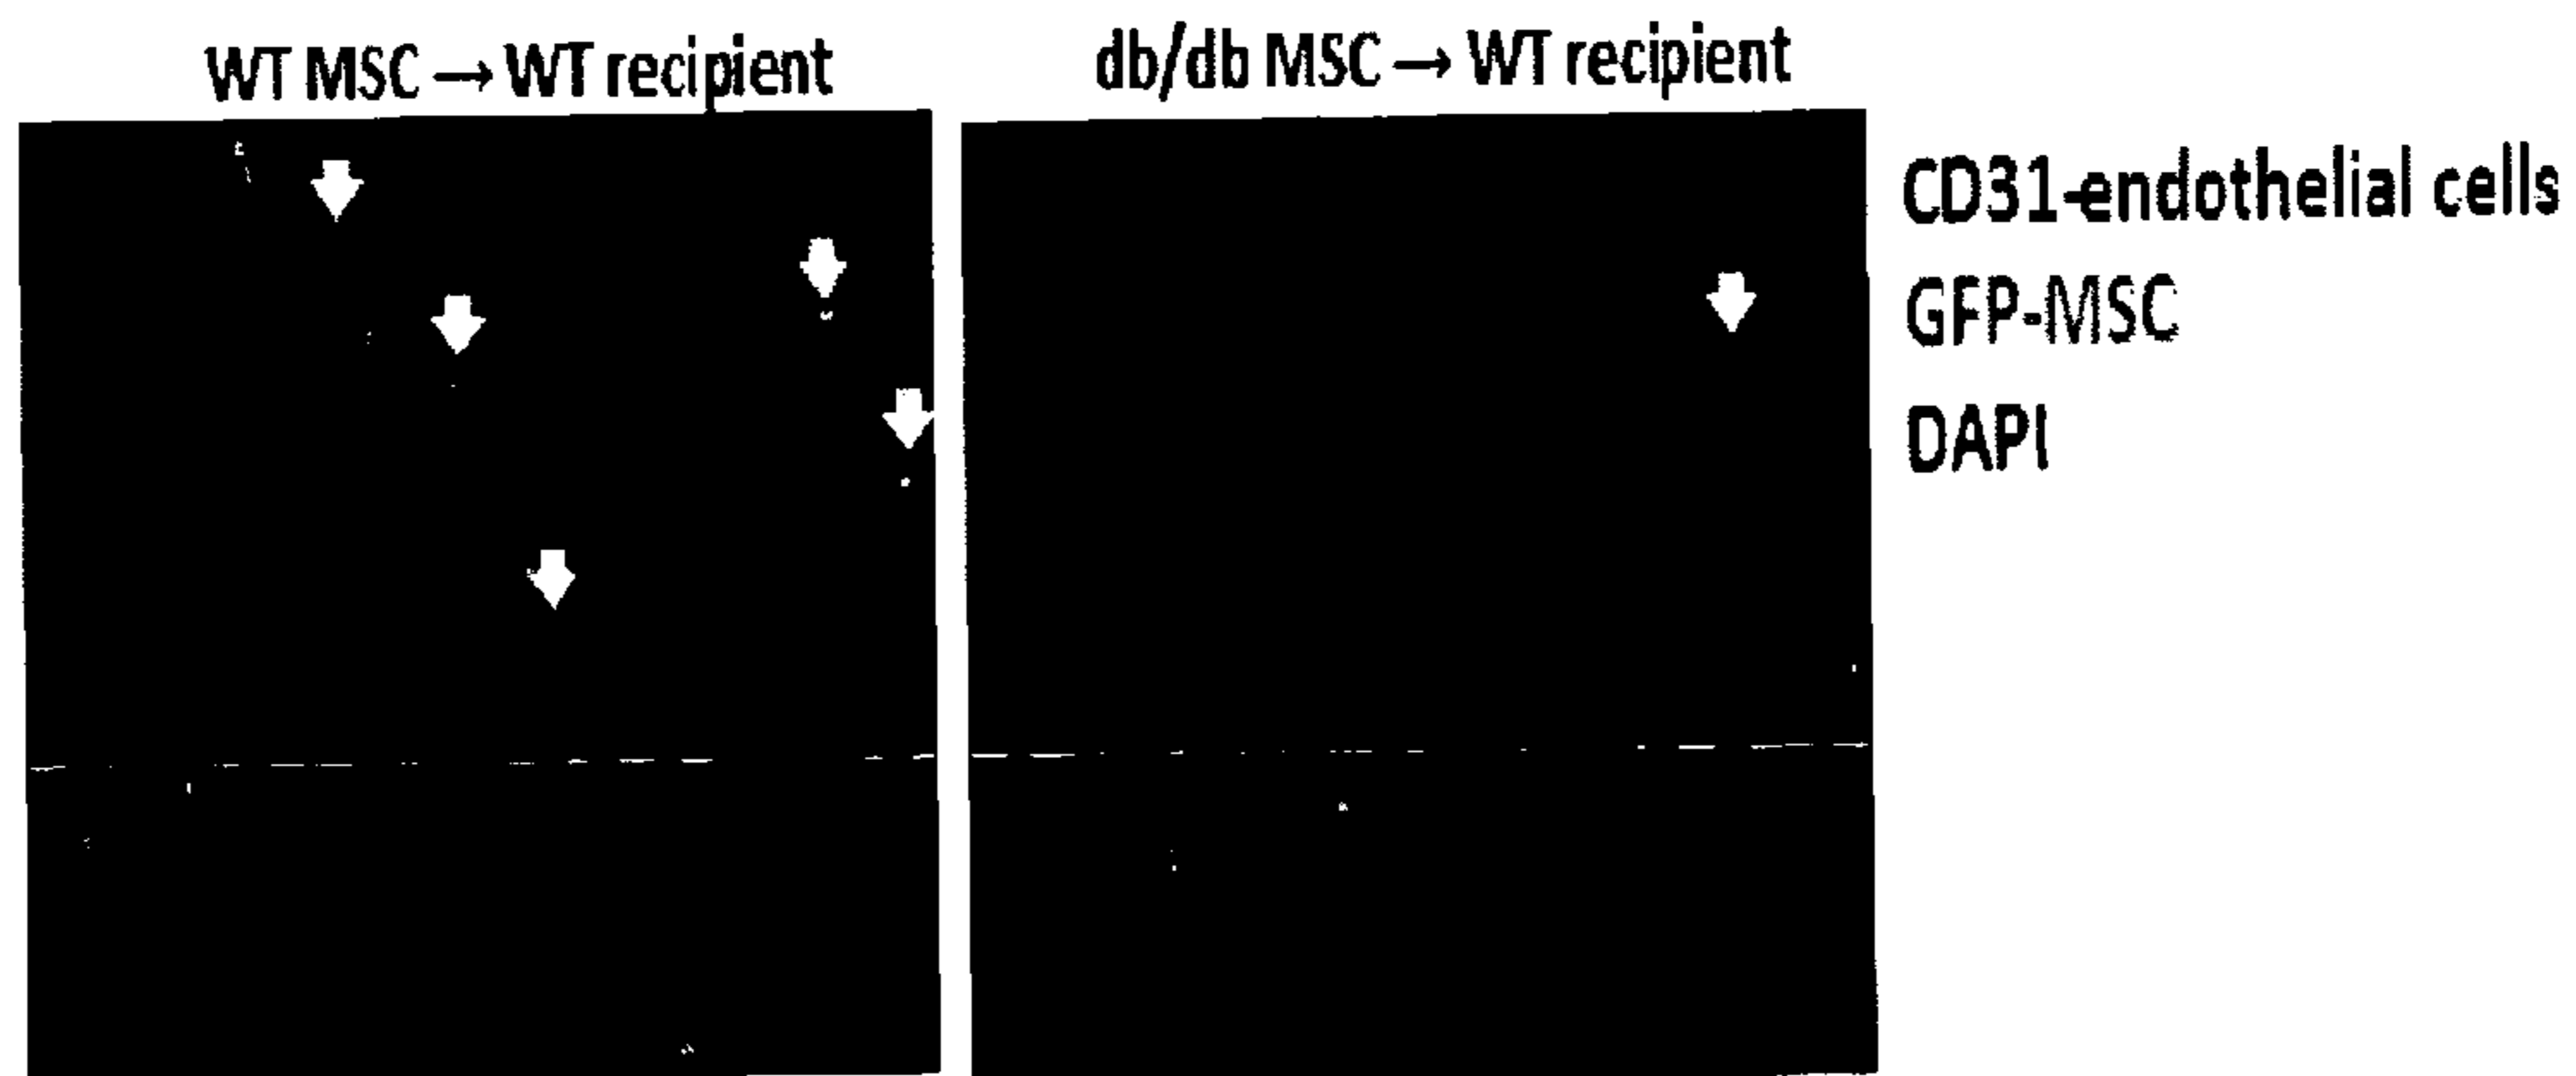 WT MSC → WT recipient
db/db MSC → WT recipient
CD31-endothelial cells
GFP-MSC
DAPI